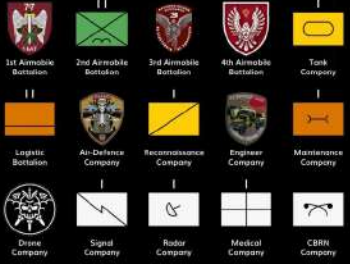 1st Airmobile Battalion
2nd Airmobile Battalion
3rd Airmobile Battalion
4th Airmobile Battalion
Tank Company
Logistic Battalion
Air-Defence Company
Reconnaissance Company
Engineer Company
Maintenance Company
Drone Company
Signal Company
Radar Company
Medical Company
CBRN Company